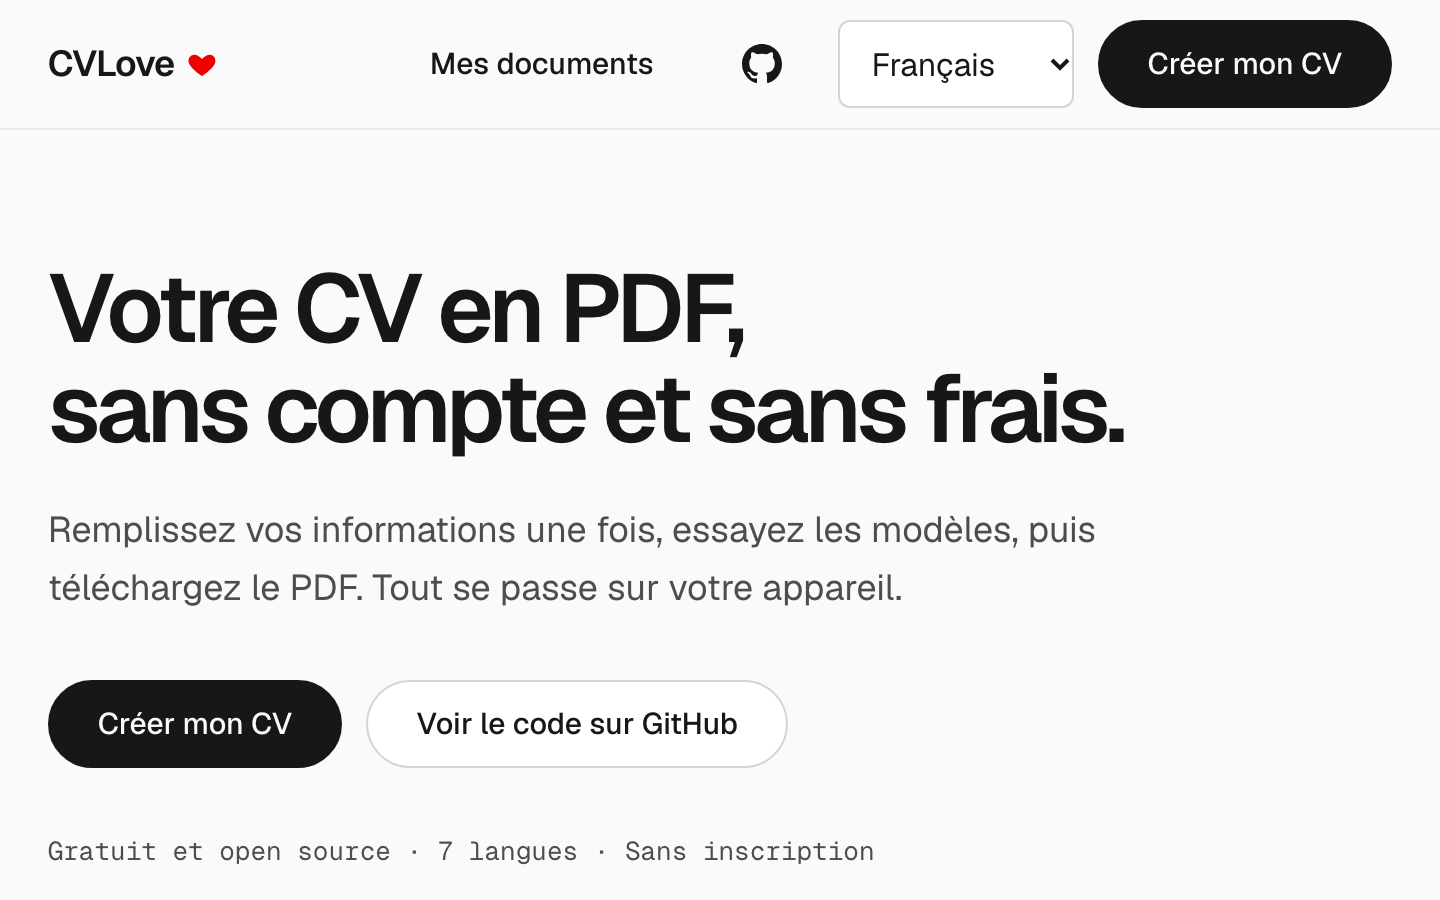 CVLove
Mes documents
Français
Créer mon CV
Votre CV en PDF,
sans compte et sans frais.
Remplissez vos informations une fois, essayez les modèles, puis
téléchargez le PDF. Tout se passe sur votre appareil.
Créer mon CV
Voir le code sur GitHub
Gratuit et open source · 7 langues · Sans inscription